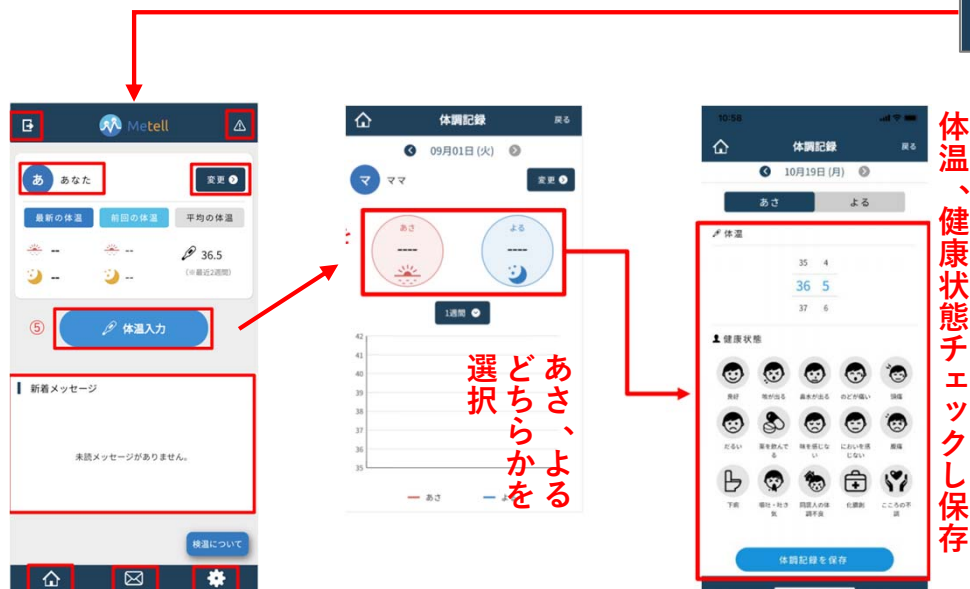 Metell
あ あなた
変更
最新の体温
前回の体温
平均の体温
--
--
36.5
--
--
(※最近2週間)
⑤
体温入力
新着メッセージ
未読メッセージがありません。
検温について
体調記録
戻る
09月01日 (火)
マ ママ
変更
あさ
----
よる
----
1週間
42
41
40
39
38
37
36
35
あさ
あさ、よる
どちらかを
選択
10:58
体調記録
戻る
10月19日 (月)
あさ
よる
体温
35 4
36 5
37 6
健康状態
良好
咳が出る
鼻水が出る
のどが痛い
頭痛
だるい
薬を飲んで
る
味を感じな
い
においを感
じない
腹痛
下痢
嘔吐・吐き
気
同居人の体
調不良
化膿創
こころの不
調
体調記録を保存
体温、健康状態チェックし保存